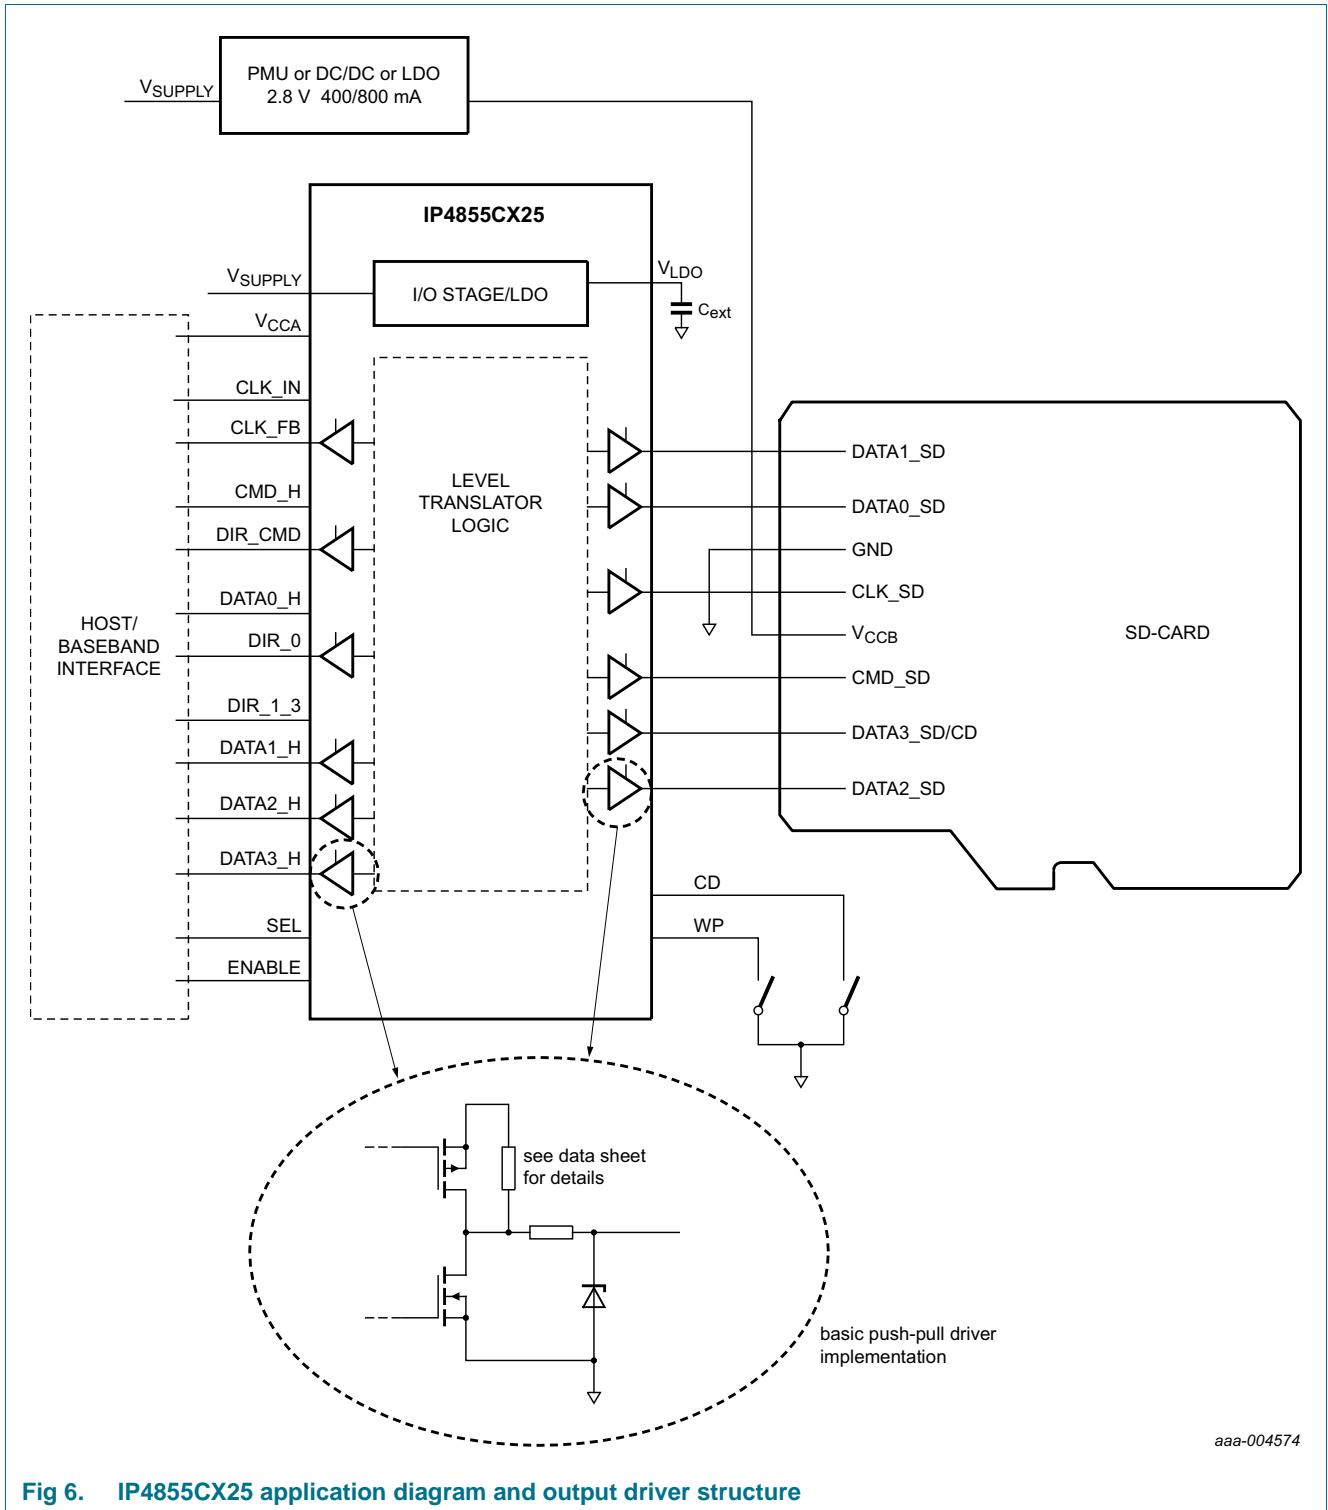 PMU or DC/DC or LDO
2.8 V 400/800 mA
VSUPPLY
IP4855CX25
VSUPPLY
I/O STAGE/LDO
VLDO
Cext
VCCA
CLK_IN
CLK_FB
CMD_H
DIR_CMD
DATA0_H
DIR_0
DIR_1_3
DATA1_H
DATA2_H
DATA3_H
SEL
ENABLE
HOST/
BASEBAND
INTERFACE
LEVEL
TRANSLATOR
LOGIC
DATA1_SD
DATA0_SD
GND
CLK_SD
VCCB
CMD_SD
DATA3_SD/CD
DATA2_SD
SD-CARD
CD
WP
see data sheet
for details
basic push-pull driver
implementation
aaa-004574
Fig 6. IP4855CX25 application diagram and output driver structure